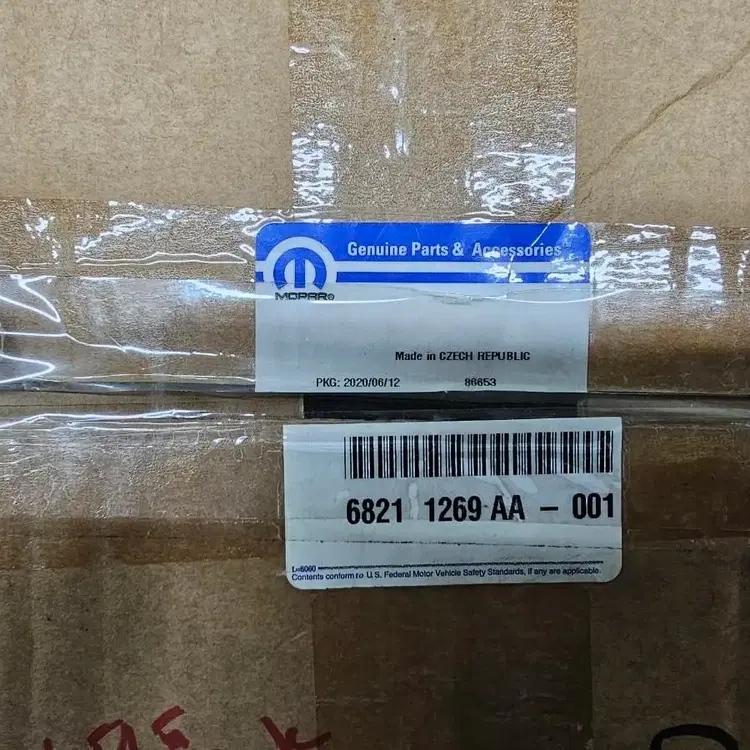 Genuine Parts & Accessories
MOPAR®
Made in CZECH REPUBLIC
PKG: 2020/06/12 86653
6821 1269 AA – 001
L-6060
Contents conform to U.S. Federal Motor Vehicle Safety Standards, if any are applicable.